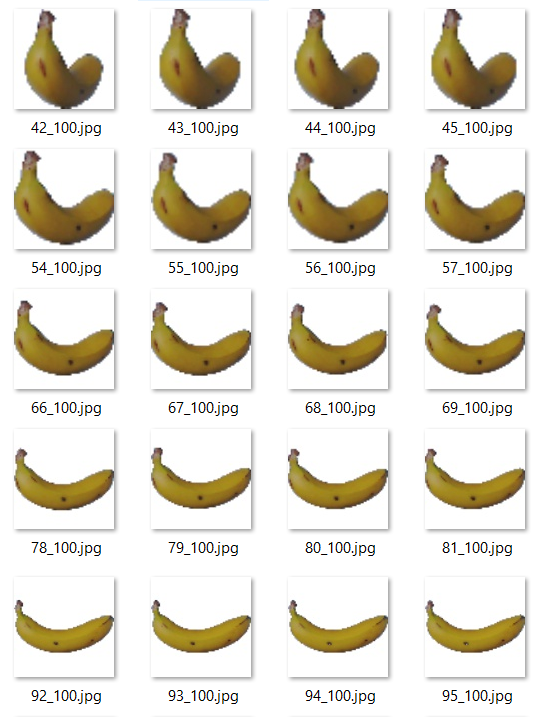 42_100.jpg 43_100.jpg 44_100.jpg 45_100.jpg
54_100.jpg 55_100.jpg 56_100.jpg 57_100.jpg
66_100.jpg 67_100.jpg 68_100.jpg 69_100.jpg
78_100.jpg 79_100.jpg 80_100.jpg 81_100.jpg
92_100.jpg 93_100.jpg 94_100.jpg 95_100.jpg